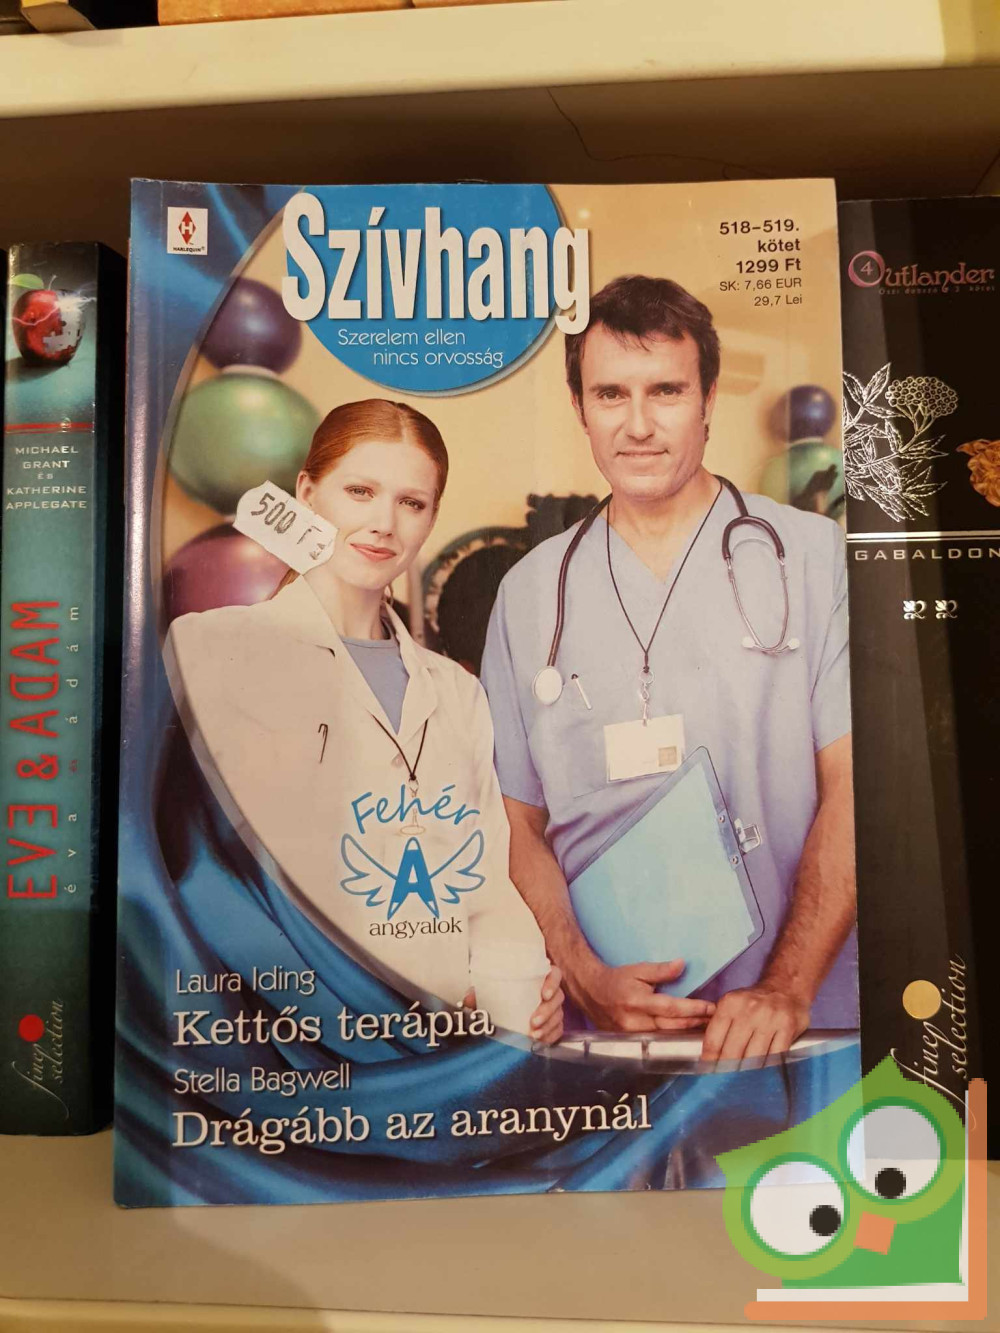 HARLEQUIN®
Szívhang
Szerelem ellen
nincs orvosság
518-519.
kötet
1299 Ft
SK: 7,66 EUR
29,7 Lei
500 Ft
Fehér
A
angyalok
Laura Iding
Kettős terápia
Stella Bagwell
Drágább az aranynál
MICHAEL
GRANT
ÉS
KATHERINE
APPLEGATE
EVE & ADAM
éva és ádám
fine
selection
4
Outlander
GABALDON
fine
selection